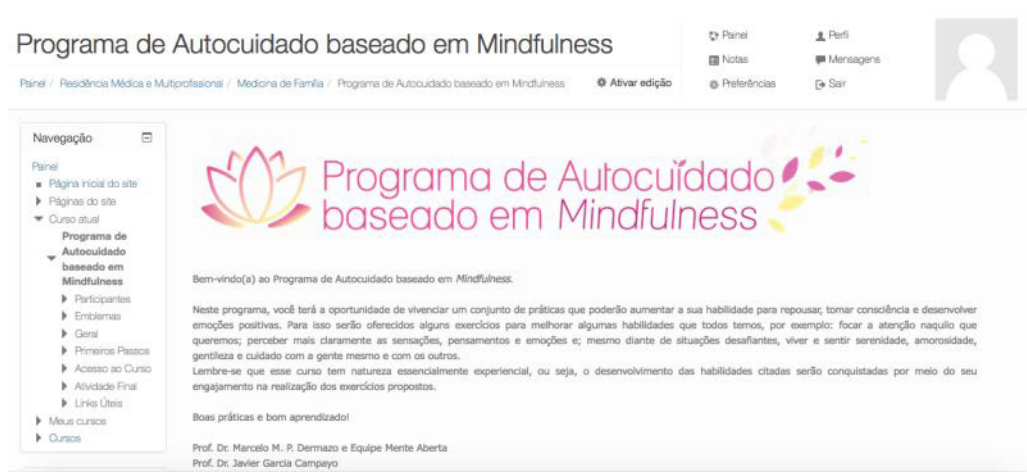 Programa de Autocuidado baseado em Mindfulness
Painel / Residência Médica e Multiprofissional / Medicina de Família / Programa de Autocuidado baseado em Mindfulness
Ativar edição
Painel
Perfil
Notas
Mensagens
Preferências
Sair
Navegação
Painel
Página inicial do site
Páginas do site
Curso atual
Programa de
Autocuidado
baseado em
Mindfulness
Participantes
Emblemas
Geral
Primeiros Passos
Acesso ao Curso
Atividade Final
Links Úteis
Meus cursos
Cursos
Programa de Autocuidado
baseado em Mindfulness
Bem-vindo(a) ao Programa de Autocuidado baseado em Mindfulness.
Neste programa, você terá a oportunidade de vivenciar um conjunto de práticas que poderão aumentar a sua habilidade para repousar, tomar consciência e desenvolver
emoções positivas. Para isso serão oferecidos alguns exercícios para melhorar algumas habilidades que todos temos, por exemplo: focar a atenção naquilo que
queremos; perceber mais claramente as sensações, pensamentos e emoções e; mesmo diante de situações desafiantes, viver e sentir serenidade, amorosidade,
gentileza e cuidado com a gente mesmo e com os outros.
Lembre-se que esse curso tem natureza essencialmente experiencial, ou seja, o desenvolvimento das habilidades citadas serão conquistadas por meio do seu
engajamento na realização dos exercícios propostos.
Boas práticas e bom aprendizado!
Prof. Dr. Marcelo M. P. Dermazo e Equipe Mente Aberta
Prof. Dr. Javier Garcia Campayo